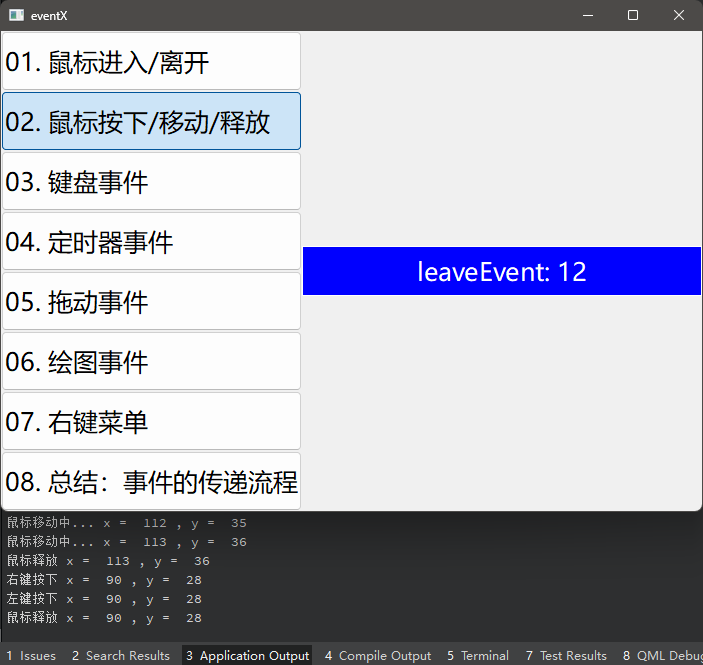 eventX
01. 鼠标进入/离开
02. 鼠标按下/移动/释放
03. 键盘事件
04. 定时器事件
05. 拖动事件
06. 绘图事件
07. 右键菜单
08. 总结：事件的传递流程
leaveEvent: 12
鼠标移动中... x =  112 , y =  35
鼠标移动中... x =  113 , y =  36
鼠标释放 x =  113 , y =  36
右键按下 x =  90 , y =  28
左键按下 x =  90 , y =  28
鼠标释放 x =  90 , y =  28
1 Issues 2 Search Results 3 Application Output 4 Compile Output 5 Terminal 7 Test Results 8 QML Debug